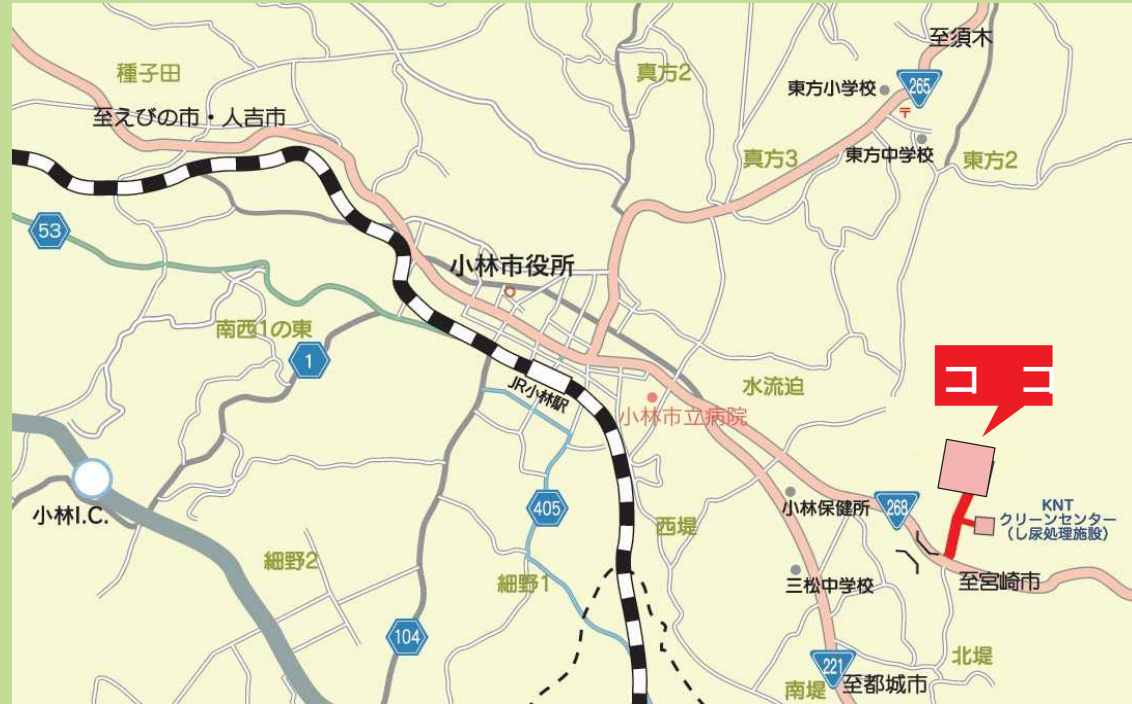 至須木
種子田
真方2
東方小学校
265
〒
至えびの市・人吉市
真方3
東方中学校
東方2
53
小林市役所
南西1の東
1
JR小林駅
水流迫
コ コ
小林市立病院
小林I.C.
405
西堤
小林保健所
268
KNT
クリーンセンター
(し尿処理施設)
細野2
細野1
三松中学校
至宮崎市
104
北堤
221
南堤
至都城市